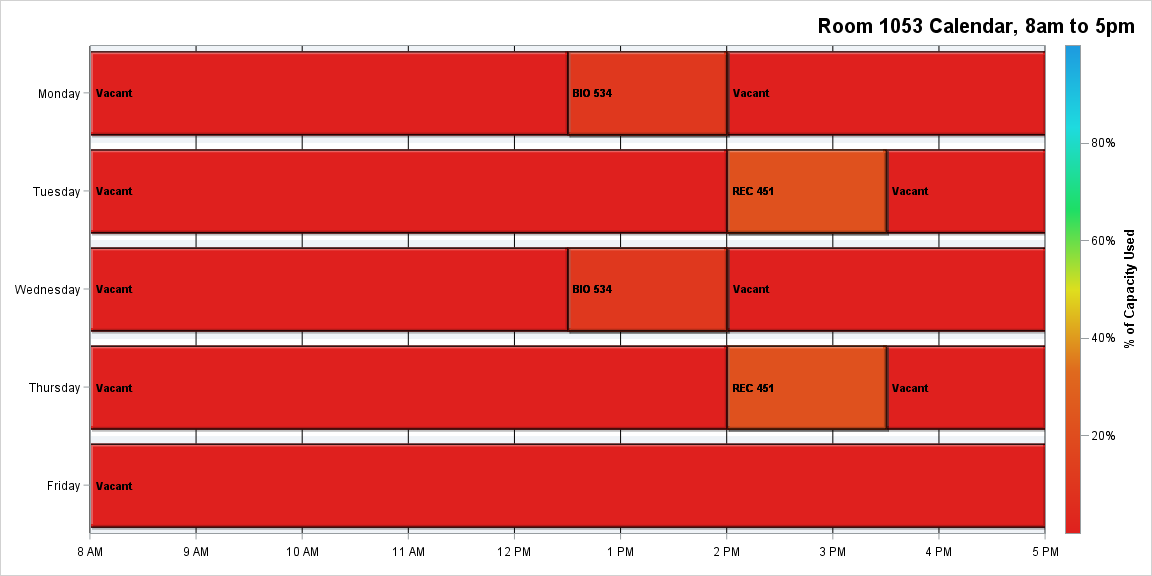 Room 1053 Calendar, 8am to 5pm
Monday Vacant BIO 534 Vacant
80%
Tuesday Vacant REC 451 Vacant
60%
% of Capacity Used
Wednesday Vacant BIO 534 Vacant
40%
Thursday Vacant REC 451 Vacant
20%
Friday Vacant
8 AM 9 AM 10 AM 11 AM 12 PM 1 PM 2 PM 3 PM 4 PM 5 PM